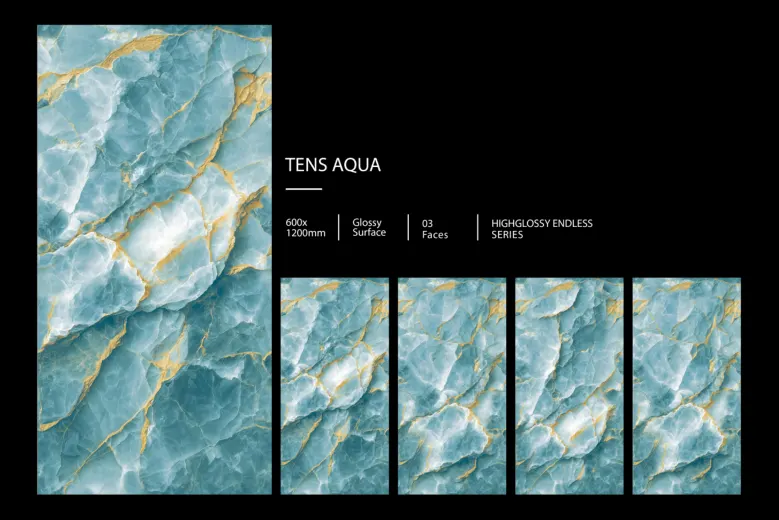 TENS AQUA
600x
1200mm
Glossy
Surface
03
Faces
HIGHGLOSSY ENDLESS
SERIES